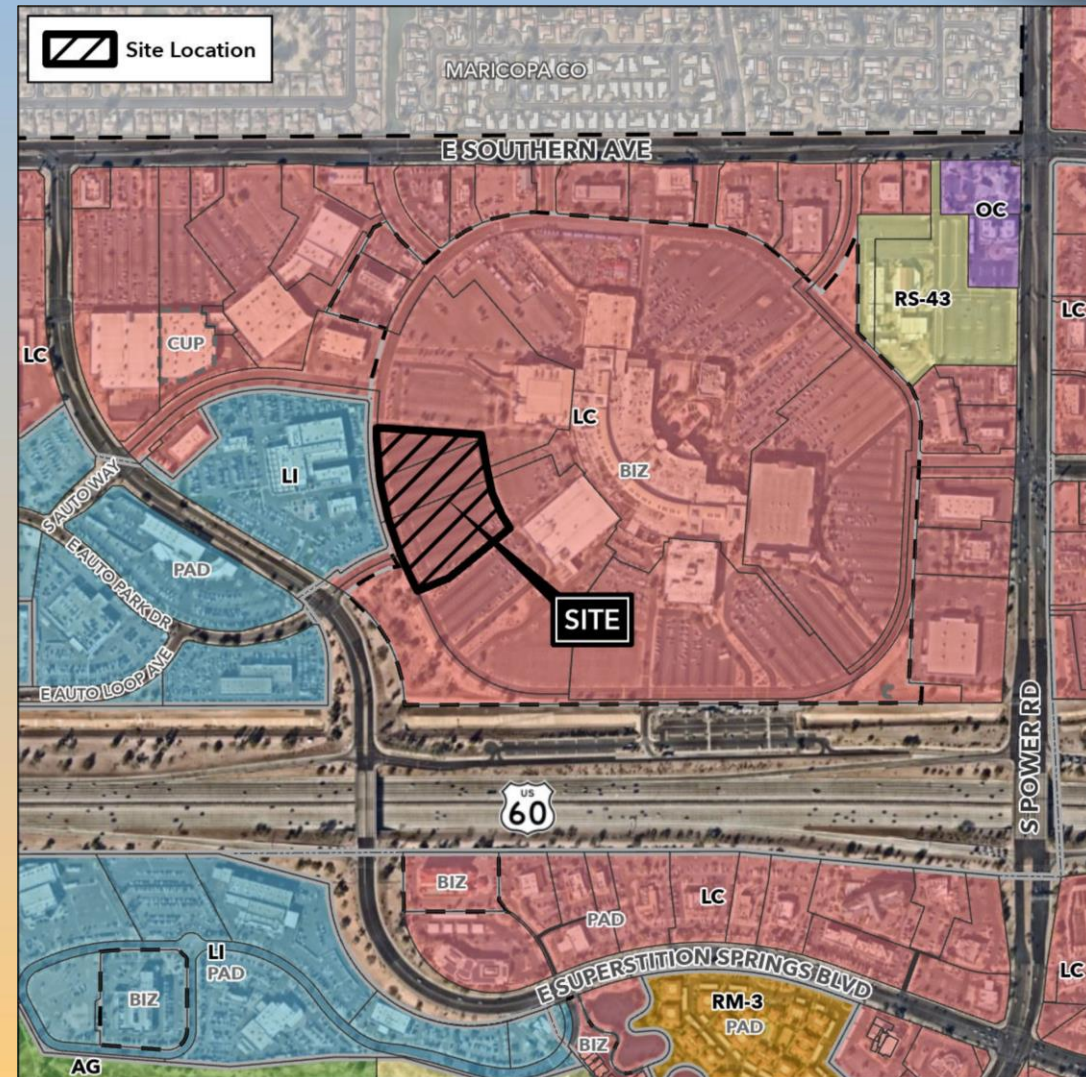 Site Location
MARICOPA CO
E SOUTHERN AVE
OC
RS-43
LC
LC
CUP
LC
LC
BIZ
LI
S AUTO WAY
PAD
E AUTO PARK DR
SITE
E AUTO LOOP AVE
S POWER RD
US
60
BIZ
LC
PAD
LI
PAD
E SUPERSTITION SPRINGS BLVD
LC
BIZ
RM-3
PAD
BIZ
AG